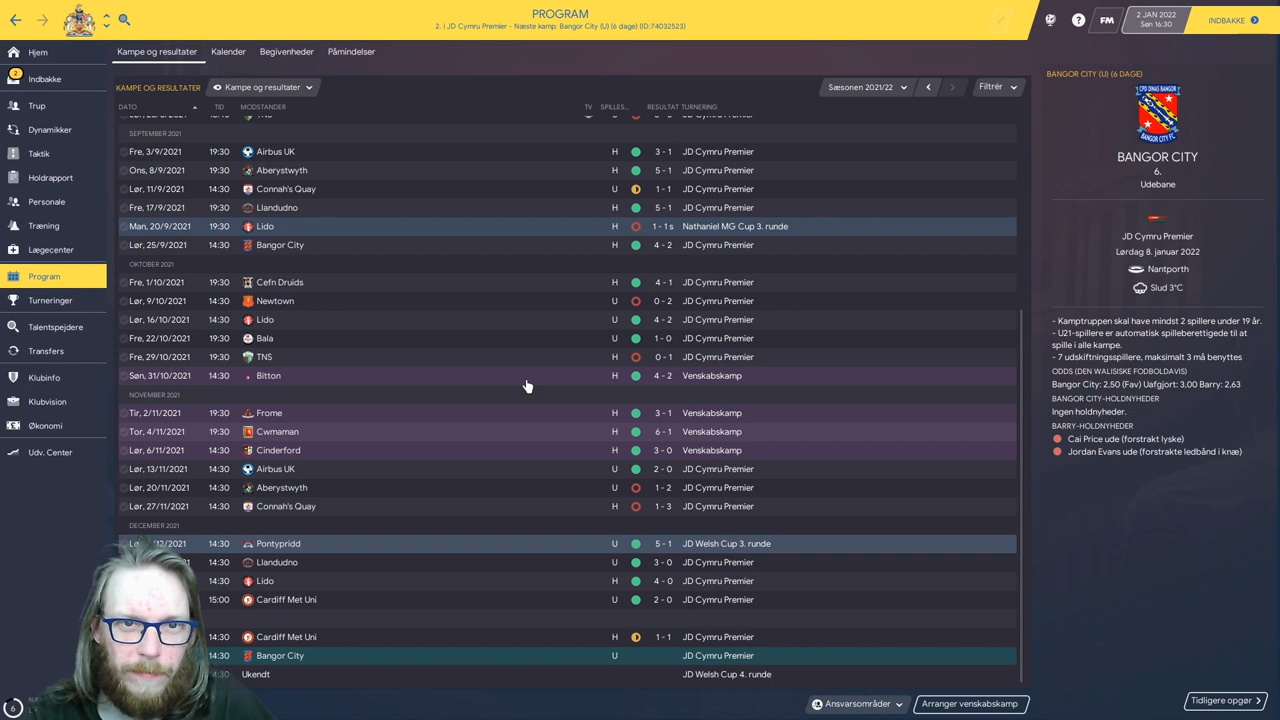 PROGRAM
2. i JD Cymru Premier - Næste kamp: Bangor City (U) (6 dage) (ID:74032523)
FM
2 JAN 2022
Søn 16:30
INDBAKKE
Hjem
2
Indbakke
Trup
Dynamikker
Taktik
Holdrapport
Personale
Træning
Lægecenter
Program
Turneringer
Talentspejdere
Transfers
Klubinfo
Klubvision
Økonomi
Udv. Center
Kampe og resultater Kalender Begivenheder Påmindelser
KAMPE OG RESULTATER Kampe og resultater Sæsonen 2021/22 Filtrér
DATO TID MODSTANDER TV SPILLES... RESULTAT TURNERING
SEPTEMBER 2021
Fre, 3/9/2021 19:30 Airbus UK H 3 - 1 JD Cymru Premier
Ons, 8/9/2021 19:30 Aberystwyth H 5 - 1 JD Cymru Premier
Lør, 11/9/2021 14:30 Connah's Quay U 1 - 1 JD Cymru Premier
Fre, 17/9/2021 19:30 Llandudno H 5 - 1 JD Cymru Premier
Man, 20/9/2021 19:30 Lido H 1 - 1 s Nathaniel MG Cup 3. runde
Lør, 25/9/2021 14:30 Bangor City H 4 - 2 JD Cymru Premier
OKTOBER 2021
Fre, 1/10/2021 19:30 Cefn Druids H 4 - 1 JD Cymru Premier
Lør, 9/10/2021 14:30 Newtown U 0 - 2 JD Cymru Premier
Lør, 16/10/2021 14:30 Lido U 4 - 2 JD Cymru Premier
Fre, 22/10/2021 19:30 Bala U 1 - 0 JD Cymru Premier
Fre, 29/10/2021 19:30 TNS H 0 - 1 JD Cymru Premier
Søn, 31/10/2021 14:30 Bitton H 4 - 2 Venskabskamp
NOVEMBER 2021
Tir, 2/11/2021 19:30 Frome H 3 - 1 Venskabskamp
Tor, 4/11/2021 19:30 Cwmaman H 6 - 1 Venskabskamp
Lør, 6/11/2021 14:30 Cinderford H 3 - 0 Venskabskamp
Lør, 13/11/2021 14:30 Airbus UK U 2 - 0 JD Cymru Premier
Lør, 20/11/2021 14:30 Aberystwyth U 1 - 2 JD Cymru Premier
Lør, 27/11/2021 14:30 Connah's Quay H 1 - 3 JD Cymru Premier
DECEMBER 2021
/12/2021 14:30 Pontypridd U 5 - 1 JD Welsh Cup 3. runde
14:30 Llandudno U 3 - 0 JD Cymru Premier
14:30 Lido H 4 - 0 JD Cymru Premier
15:00 Cardiff Met Uni U 2 - 0 JD Cymru Premier
14:30 Cardiff Met Uni H 1 - 1 JD Cymru Premier
14:30 Bangor City U JD Cymru Premier
Ukendt JD Welsh Cup 4. runde
Ansvarsområder Arranger venskabskamp
BANGOR CITY (U) (6 DAGE)
CPD DINAS BANGOR
BANGOR CITY FC
BANGOR CITY
6.
Udebane
JD Cymru Premier
Lørdag 8. januar 2022
Nantporth
Slud 3°C
- Kamptruppen skal have mindst 2 spillere under 19 år.
- U21-spillere er automatisk spilleberettigede til at
spille i alle kampe.
- 7 udskiftningsspillere, maksimalt 3 må benyttes
ODDS (DEN WALISISKE FODBOLDAVIS)
Bangor City: 2,50 (Fav) Uafgjort: 3,00 Barry: 2,63
BANGOR CITY-HOLDNYHEDER
Ingen holdnyheder.
BARRY-HOLDNYHEDER
Cai Price ude (forstrakt lyske)
Jordan Evans ude (forstrakte ledbånd i knæ)
Tidligere opgør
6